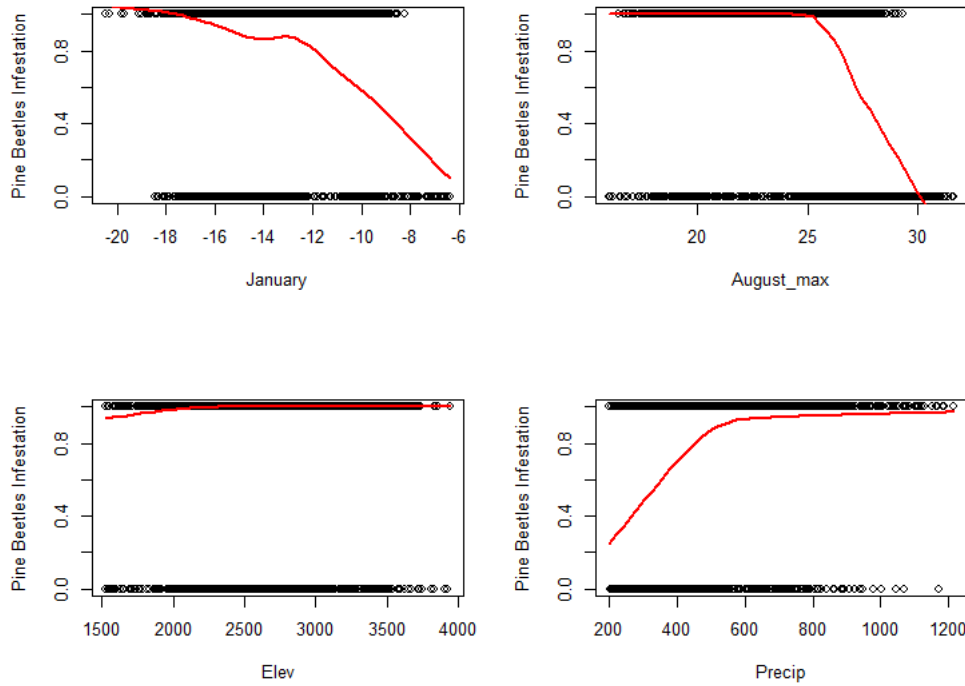 Pine Beetles Infestation
0.0 0.4 0.8
-20 -18 -16 -14 -12 -10 -8 -6
January
Pine Beetles Infestation
0.0 0.4 0.8
20 25 30
August_max
Pine Beetles Infestation
0.0 0.4 0.8
1500 2000 2500 3000 3500 4000
Elev
Pine Beetles Infestation
0.0 0.4 0.8
200 400 600 800 1000 1200
Precip